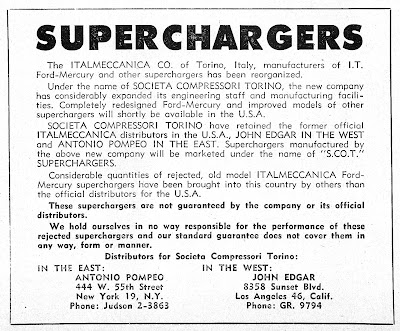 SUPERCHARGERS
The ITALMECCANICA CO. of Torino, Italy, manufacturers of I.T.
Ford-Mercury and other superchargers has been reorganized.
Under the name of SOCIETA COMPRESSORI TORINO, the new company
has considerably expanded its engineering staff and manufacturing facili-
ties. Completely redesigned Ford-Mercury and improved models of other
superchargers will shortly be available in the U.S.A.
SOCIETA COMPRESSORI TORINO have retained the former official
ITALMECCANICA distributors in the U.S.A., JOHN EDGAR IN THE WEST
and ANTONIO POMPEO IN THE EAST. Superchargers manufactured by
the above new company will be marketed under the name of "S.CO.T."
SUPERCHARGERS.
Considerable quantities of rejected, old model ITALMECCANICA Ford-
Mercury superchargers have been brought into this country by others than
the official distributors for the U.S.A.
These superchargers are not guaranteed by the company or its official
distributors.
We hold ourselves in no way responsible for the performance of these
rejected superchargers and our standard guarantee does not cover them in
any way, form or manner.
Distributors for Societa Compressori Torino:
IN THE EAST:
ANTONIO POMPEO
444 W. 55th Street
New York 19, N.Y.
Phone: Judson 2-3863
IN THE WEST:
JOHN EDGAR
8358 Sunset Blvd.
Los Angeles 46, Calif.
Phone: GR. 9794